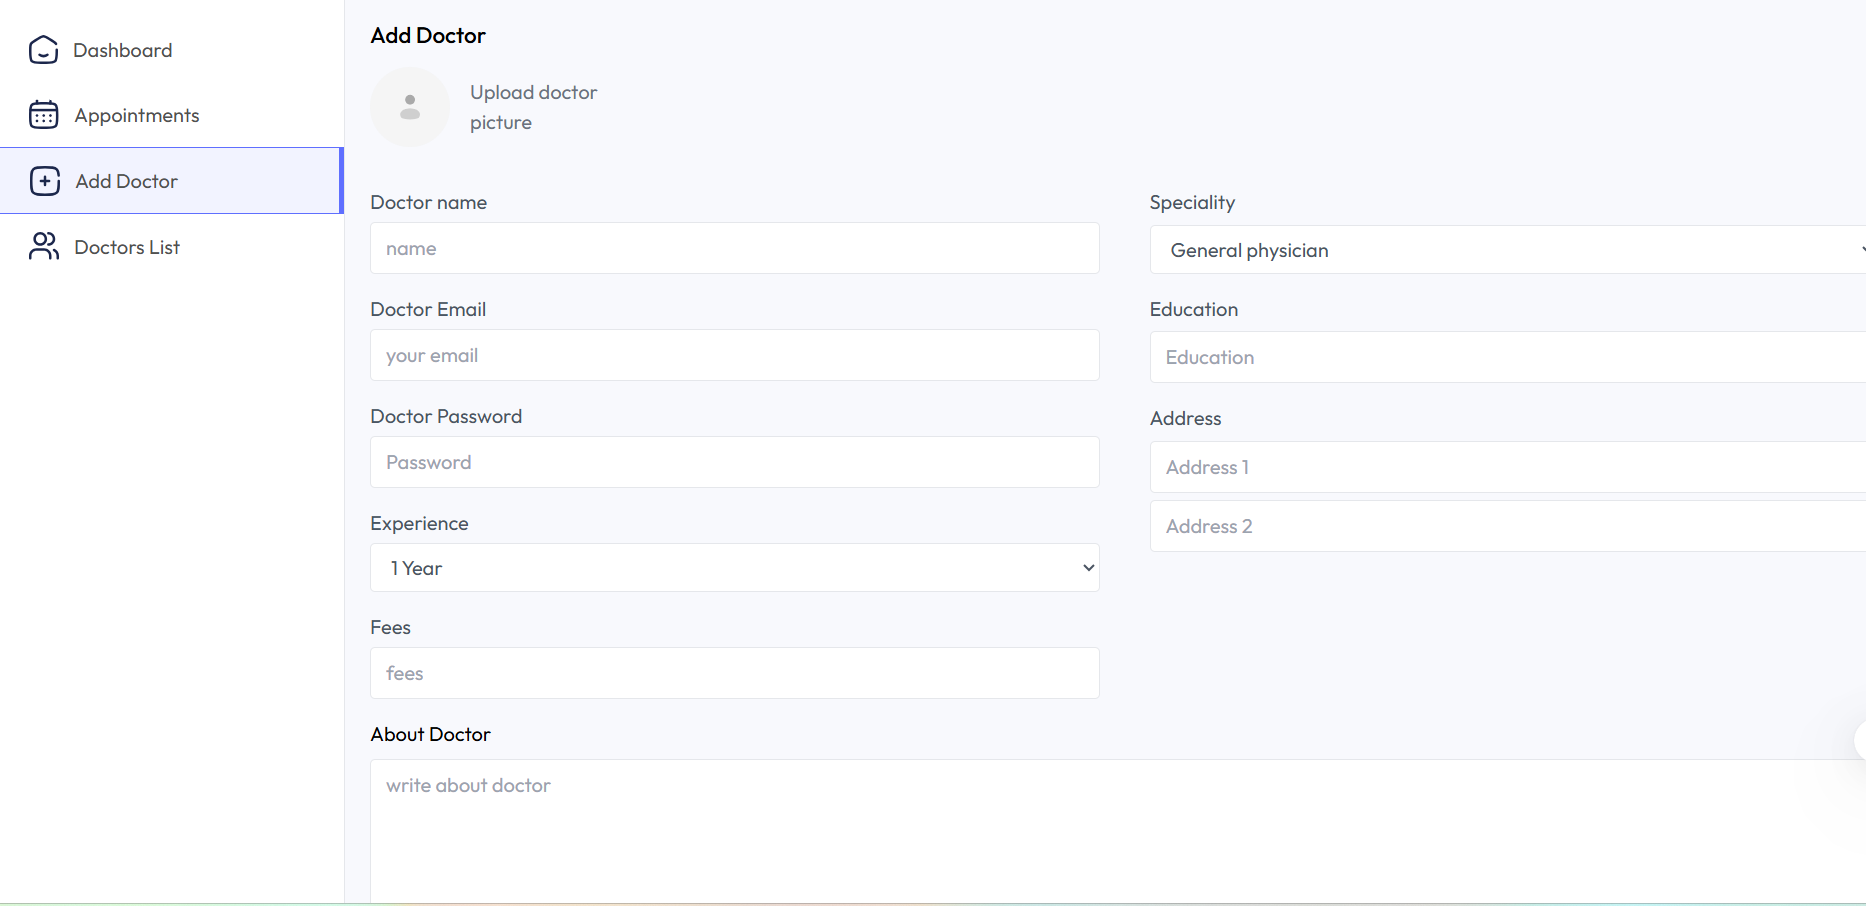 Dashboard
Appointments
Add Doctor
Doctors List
Add Doctor
Upload doctor
picture
Doctor name
name
Doctor Email
your email
Doctor Password
Password
Experience
1 Year
Fees
fees
Speciality
General physician
Education
Education
Address
Address 1
Address 2
About Doctor
write about doctor